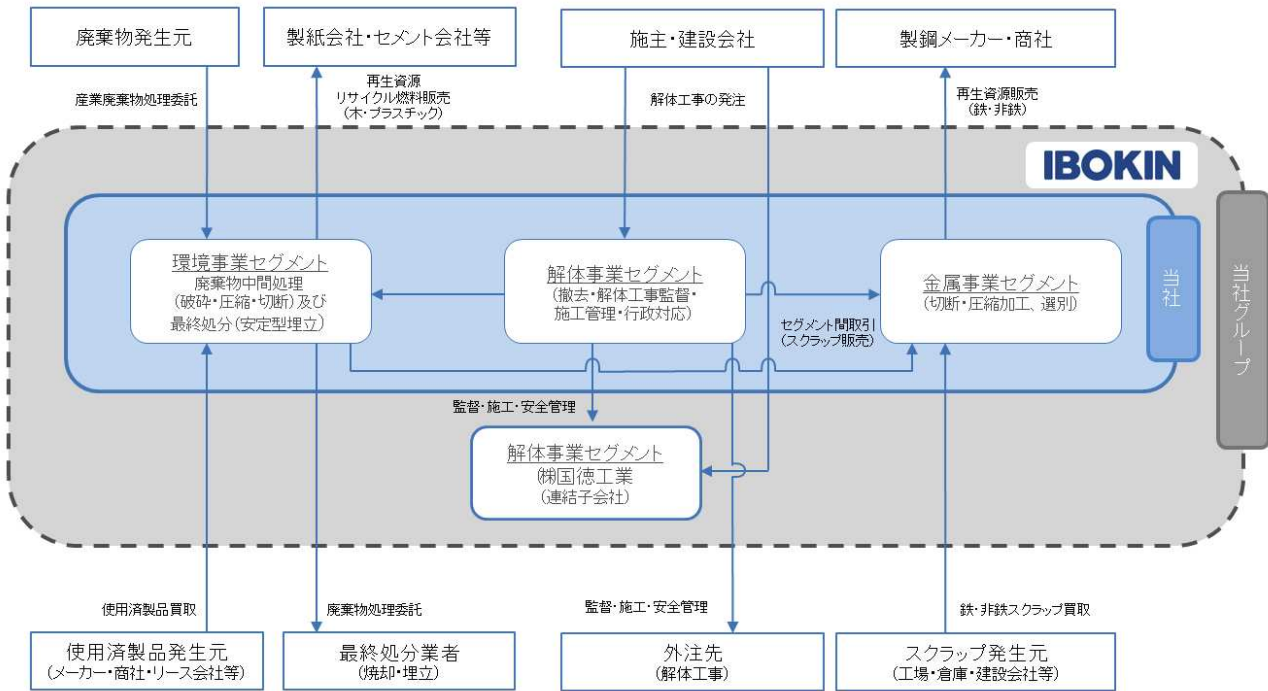 廃棄物発生元
製紙会社・セメント会社等
施主・建設会社
製鋼メーカー・商社
産業廃棄物処理委託
再生資源
リサイクル燃料販売
(木・プラスチック)
解体工事の発注
再生資源販売
(鉄・非鉄)
IBOKIN
環境事業セグメント
廃棄物中間処理
(破砕・圧縮・切断)及び
最終処分(安定型埋立)
解体事業セグメント
(撤去・解体工事監督・
施工管理・行政対応)
金属事業セグメント
(切断・圧縮加工、選別)
当社
当社グループ
セグメント間取引
(スクラップ販売)
監督・施工・安全管理
解体事業セグメント
㈱国徳工業
(連結子会社)
使用済製品買取
廃棄物処理委託
監督・施工・安全管理
鉄・非鉄スクラップ買取
使用済製品発生元
(メーカー・商社・リース会社等)
最終処分業者
(焼却・埋立)
外注先
(解体工事)
スクラップ発生元
(工場・倉庫・建設会社等)